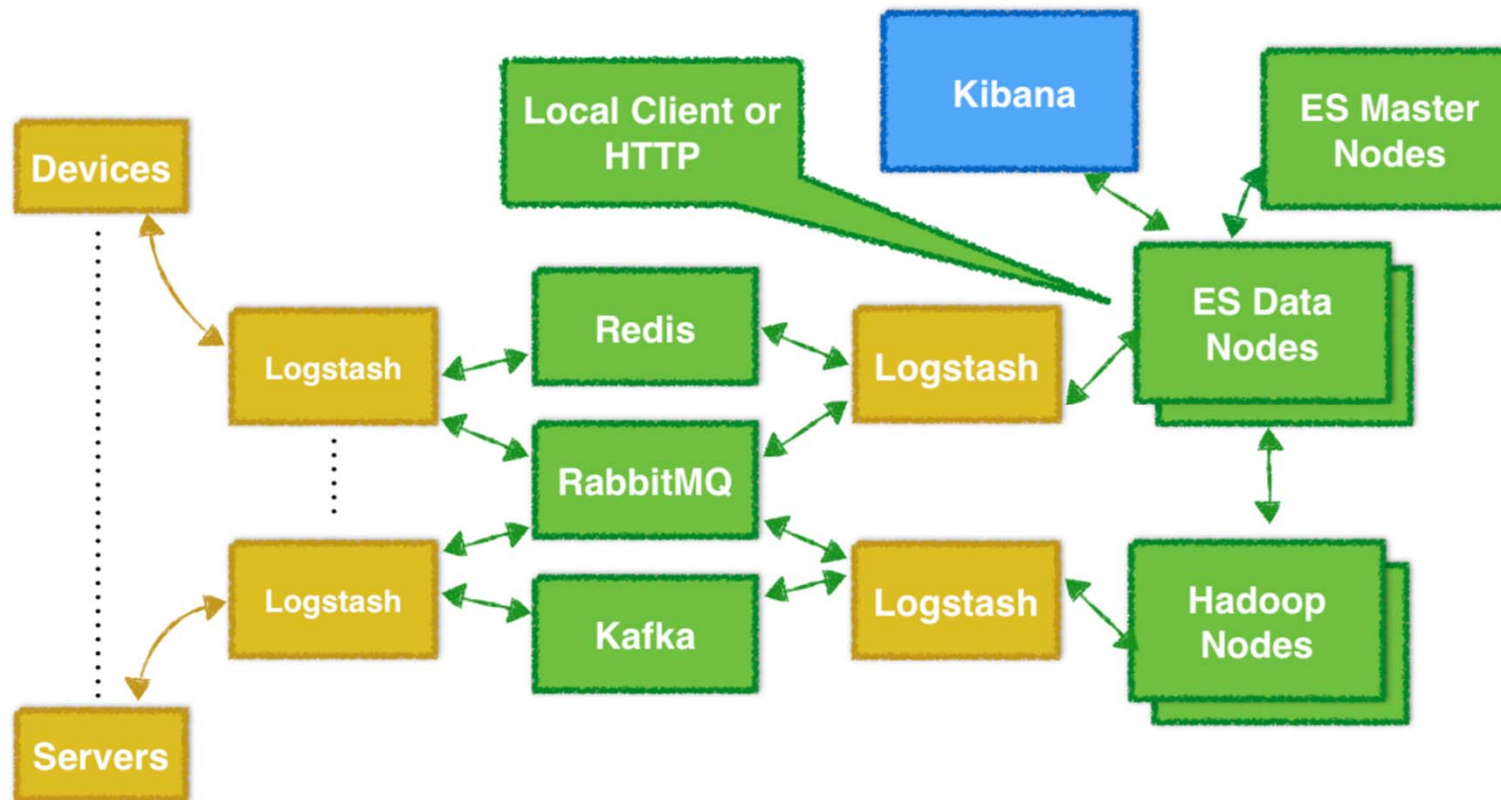 Local Client or
HTTP
Kibana
ES Master
Nodes
Devices
ES Data
Nodes
Redis
Logstash
Logstash
RabbitMQ
Logstash
Logstash
Kafka
Hadoop
Nodes
Servers